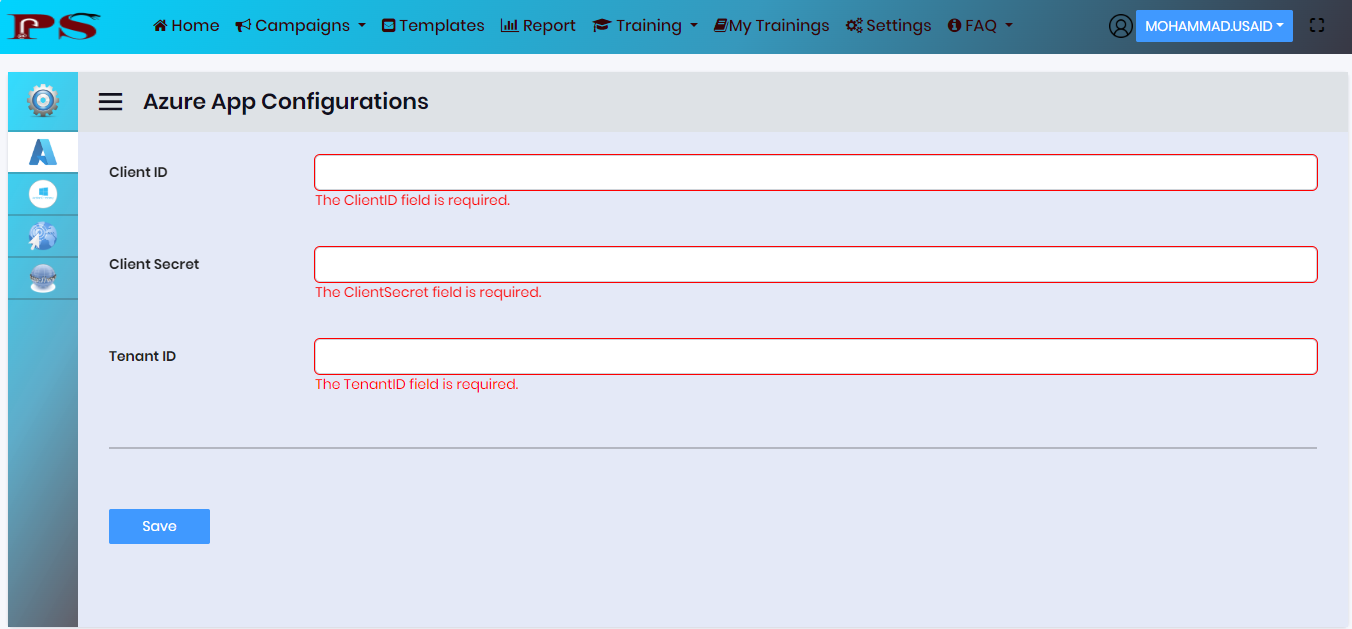 PS Home Campaigns Templates Report Training My Trainings Settings FAQ MOHAMMAD.USAID
Azure App Configurations
Client ID
The ClientID field is required.
Client Secret
The ClientSecret field is required.
Tenant ID
The TenantID field is required.
Save